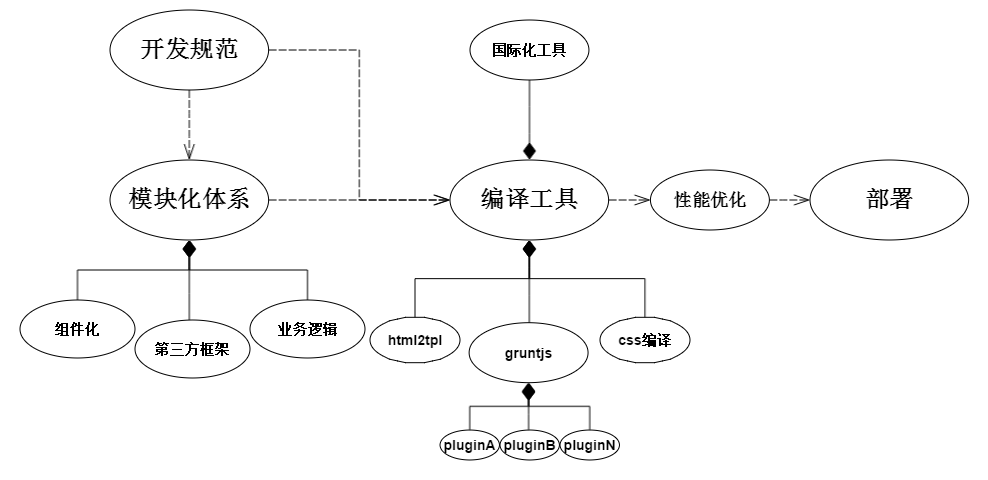 开发规范
国际化工具
模块化体系
编译工具
性能优化
部署
组件化
第三方框架
业务逻辑
html2tpl
gruntjs
css编译
pluginA
pluginB
pluginN